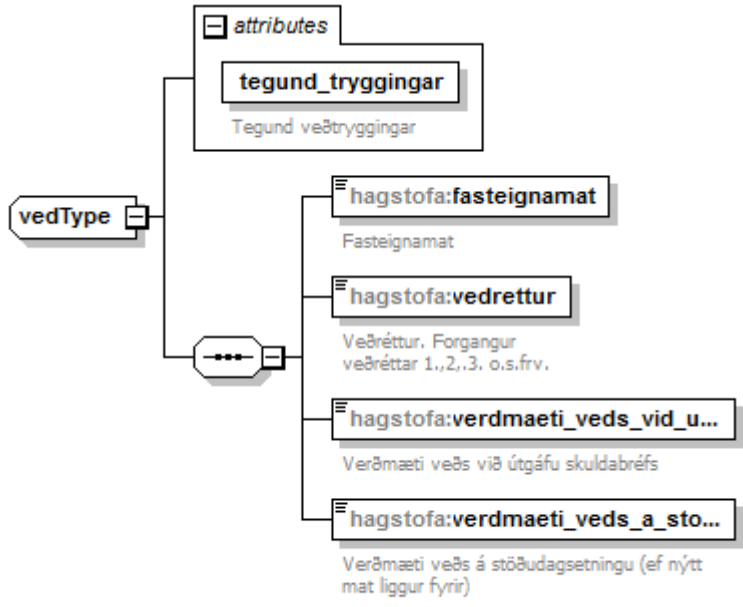 attributes
tegund_tryggingar
Tegund veðtryggingar
vedType
hagstofa:fasteignamat
Fasteignamat
hagstofa:vedrettur
Veðréttur. Forgangur
veðréttar 1.,2,.3. o.s.frv.
hagstofa:verdmaeti_veds_vid_u...
Verðmæti veðs við útgáfu skuldabréfs
hagstofa:verdmaeti_veds_a_sto...
Verðmæti veðs á stöðudagsetningu (ef nýtt
mat liggur fyrir)